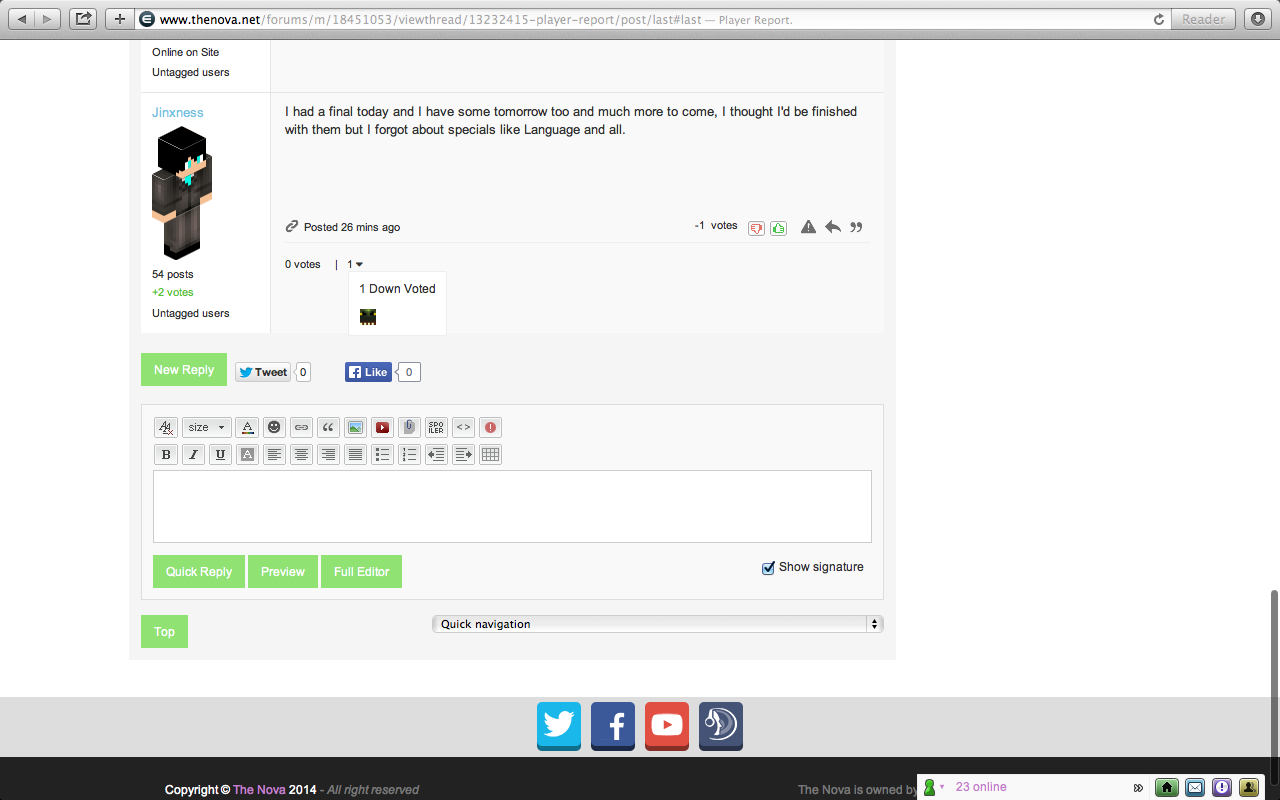 www.thenova.net/forums/m/18451053/viewthread/13232415-player-report/post/last#last — Player Report.
Reader
Online on Site
Untagged users
Jinxness
I had a final today and I have some tomorrow too and much more to come, I thought I'd be finished
with them but I forgot about specials like Language and all.
Posted 26 mins ago
-1 votes
54 posts
+2 votes
Untagged users
0 votes | 1
1 Down Voted
New Reply
Tweet 0
Like 0
size
SPO
ILER
<>
B I U A
Quick Reply
Preview
Full Editor
Show signature
Top
Quick navigation
Copyright © The Nova 2014 - All right reserved
The Nova is owned by
23 online